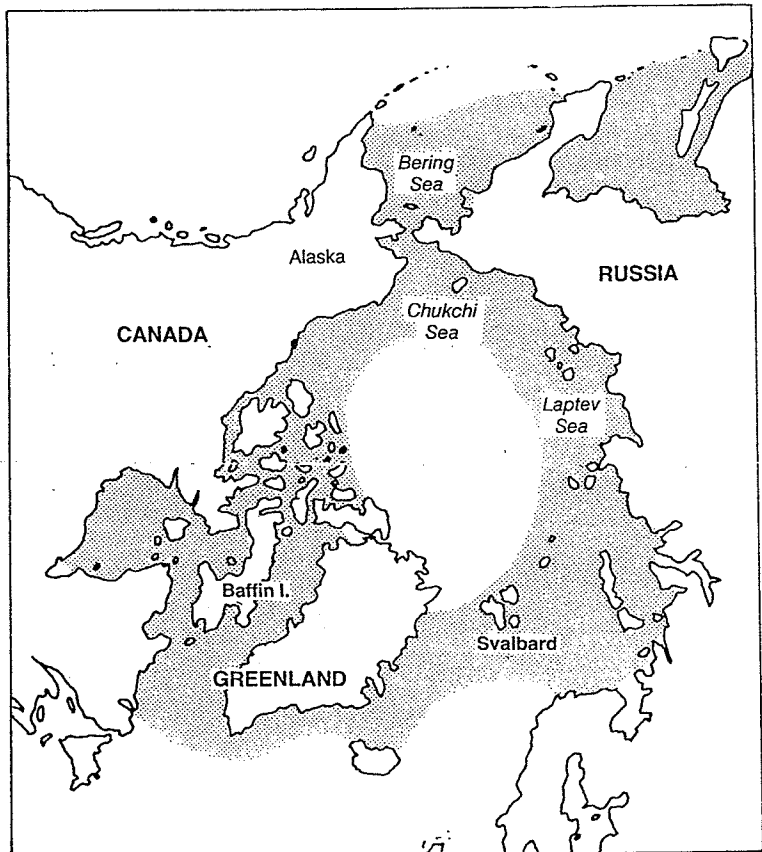 Bering
Sea
Alaska
RUSSIA
Chukchi
Sea
CANADA
Laptev
Sea
Baffin I.
Svalbard
GREENLAND